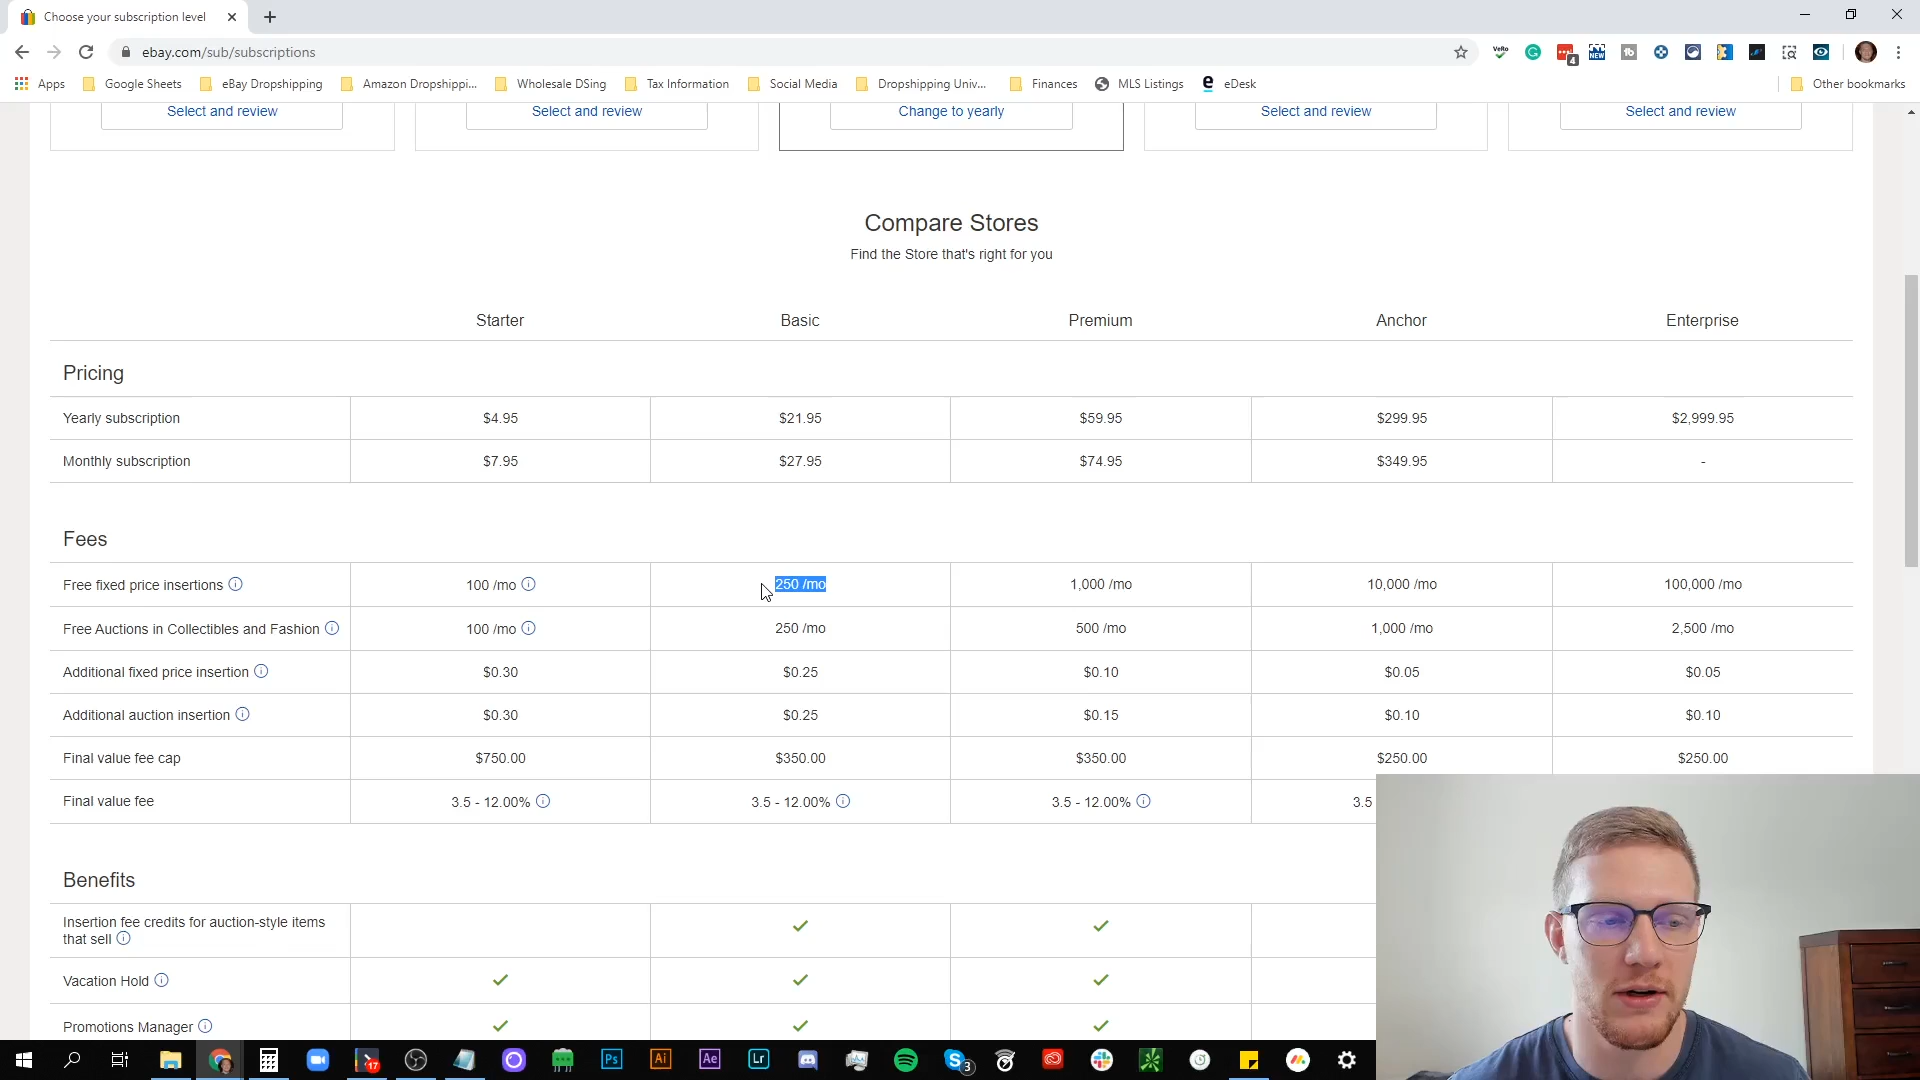 Choose your subscription level
ebay.com/sub/subscriptions
Apps Google Sheets eBay Dropshipping Amazon Dropshippi... Wholesale DSing Tax Information Social Media Dropshipping Univ... Finances MLS Listings eDesk Other bookmarks
Select and review Select and review Change to yearly Select and review Select and review
Compare Stores
Find the Store that's right for you
Starter Basic Premium Anchor Enterprise
Pricing
Yearly subscription $4.95 $21.95 $59.95 $299.95 $2,999.95
Monthly subscription $7.95 $27.95 $74.95 $349.95 -
Fees
Free fixed price insertions 100 /mo 250 /mo 1,000 /mo 10,000 /mo 100,000 /mo
Free Auctions in Collectibles and Fashion 100 /mo 250 /mo 500 /mo 1,000 /mo 2,500 /mo
Additional fixed price insertion $0.30 $0.25 $0.10 $0.05 $0.05
Additional auction insertion $0.30 $0.25 $0.15 $0.10 $0.10
Final value fee cap $750.00 $350.00 $350.00 $250.00 $250.00
Final value fee 3.5 - 12.00% 3.5 - 12.00% 3.5 - 12.00% 3.5
Benefits
Insertion fee credits for auction-style items
that sell
Vacation Hold
Promotions Manager
17 Ps Ai Ae Lr 3